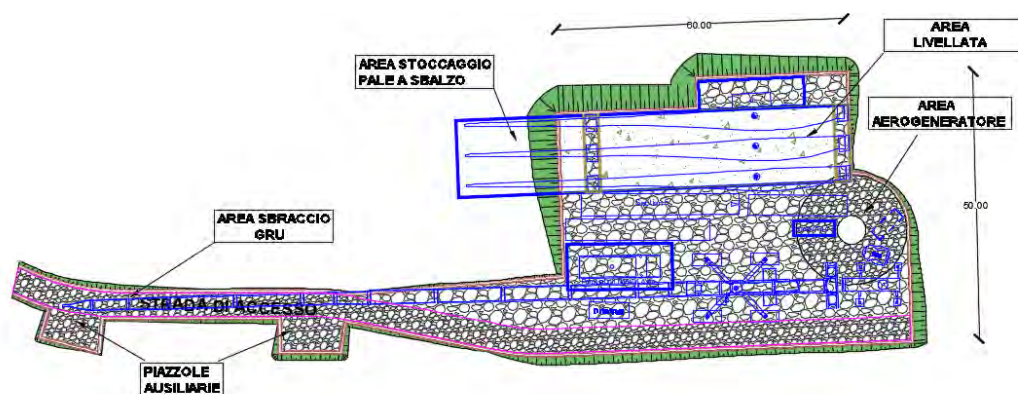 60.00
AREA
LIVELLATA
AREA STOCCAGGIO
PALE A SBALZO
AREA
AEROGENERATORE
50.00
AREA SBRACCIO
GRU
STRADA DI ACCESSO
PIAZZOLE
AUSILIARIE